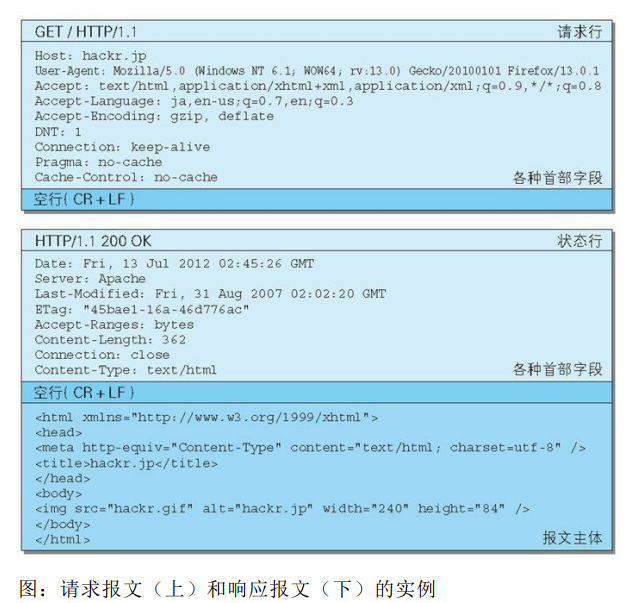 GET / HTTP/1.1 请求行
Host: hackr.jp
User-Agent: Mozilla/5.0 (Windows NT 6.1; WOW64; rv:13.0) Gecko/20100101 Firefox/13.0.1
Accept: text/html,application/xhtml+xml,application/xml;q=0.9,*/*;q=0.8
Accept-Language: ja,en-us;q=0.7,en;q=0.3
Accept-Encoding: gzip, deflate
DNT: 1
Connection: keep-alive
Pragma: no-cache
Cache-Control: no-cache 各种首部字段
空行( CR + LF )
HTTP/1.1 200 OK 状态行
Date: Fri, 13 Jul 2012 02:45:26 GMT
Server: Apache
Last-Modified: Fri, 31 Aug 2007 02:02:20 GMT
ETag: "45bae1-16a-46d776ac"
Accept-Ranges: bytes
Content-Length: 362
Connection: close
Content-Type: text/html 各种首部字段
空行( CR + LF )
<html xmlns="http://www.w3.org/1999/xhtml">
<head>
<meta http-equiv="Content-Type" content="text/html; charset=utf-8" />
<title>hackr.jp</title>
</head>
<body>
<img src="hackr.gif" alt="hackr.jp" width="240" height="84" />
</body>
</html> 报文主体
图：请求报文（上）和响应报文（下）的实例